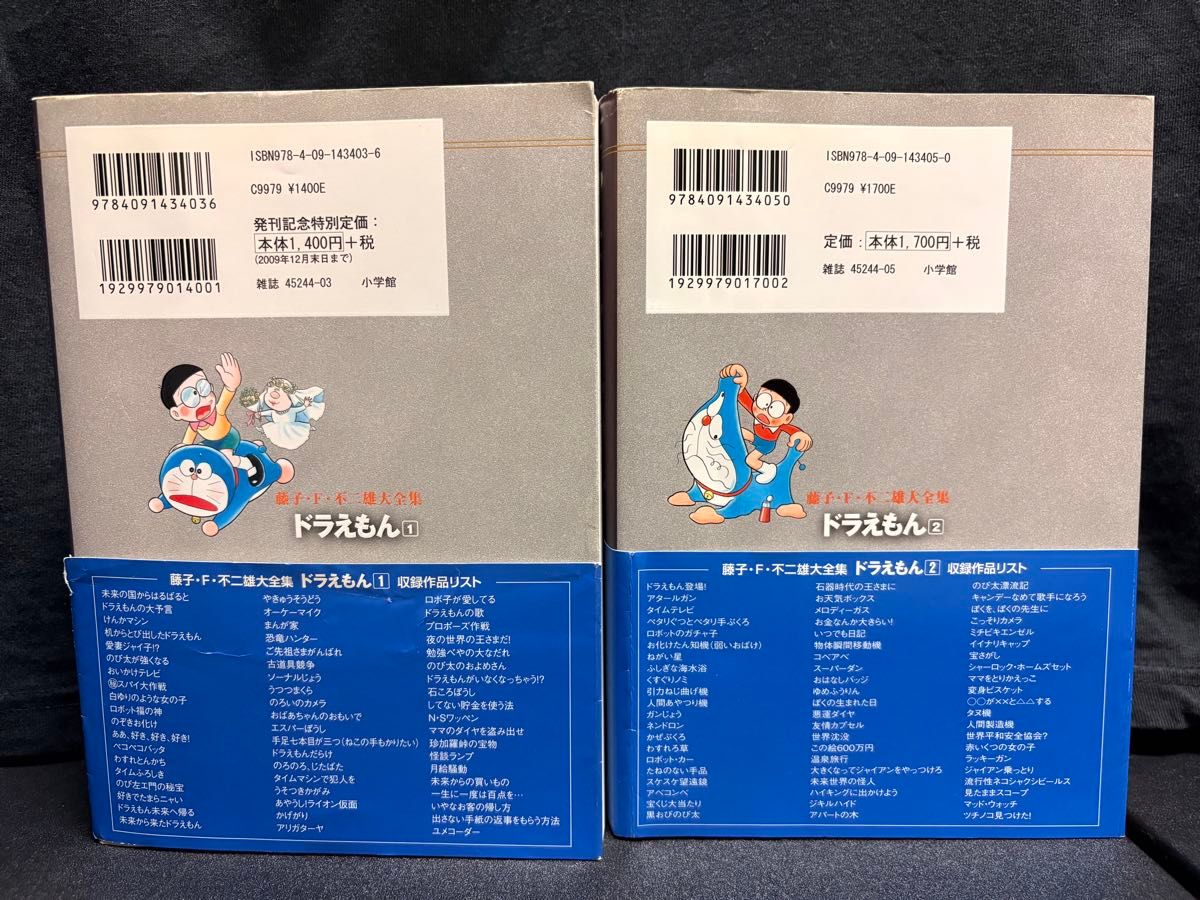 ISBN978-4-09-143403-6
9784091434036
C9979 ¥1400E
発刊記念特別定価：
本体1,400円＋税
(2009年12月末日まで)
1929979014001
雑誌 45244-03 小学館
藤子・F・不二雄大全集
ドラえもん 1
藤子・F・不二雄大全集 ドラえもん 1 収録作品リスト
未来の国からはるばると
ドラえもんの大予言
けんかマシン
机からとび出したドラえもん
愛妻ジャイ子!?
のび太が強くなる
おいかけテレビ
㊙スパイ大作戦
白ゆりのような女の子
ロボット福の神
のぞきお化け
ああ、好き、好き、好き!
ペコペコバッタ
わすれとんかち
タイムふろしき
のび左エ門の秘宝
好きでたまらニャい
ドラえもん未来へ帰る
未来から来たドラえもん
やきゅうそうどう
オーケーマイク
まんが家
恐竜ハンター
ご先祖さまがんばれ
古道具競争
ソーナルじょう
うつつまくら
のろいのカメラ
おばあちゃんのおもいで
エスパーぼうし
手足七本目が三つ(ねこの手もかりたい)
ドラえもんだらけ
のろのろ、じたばた
タイムマシンで犯人を
うそつきかがみ
あやうし!ライオン仮面
かげがり
アリガターヤ
ロボ子が愛してる
ドラえもんの歌
プロポーズ作戦
夜の世界の王さまだ!
勉強べやの大なだれ
のび太のおよめさん
ドラえもんがいなくなっちゃう!?
石ころぼうし
してない貯金を使う法
N・Sワッペン
ママのダイヤを盗み出せ
珍加羅峠の宝物
怪談ランプ
月給騒動
未来からの買いもの
一生に一度は百点を…
いやなお客の帰し方
出さない手紙の返事をもらう方法
ユメコーダー
ISBN978-4-09-143405-0
9784091434050
C9979 ¥1700E
定価：本体1,700円＋税
1929979017002
雑誌 45244-05 小学館
藤子・F・不二雄大全集
ドラえもん 2
藤子・F・不二雄大全集 ドラえもん 2 収録作品リスト
ドラえもん登場!
アタールガン
タイムテレビ
ペタリぐつとペタリ手ぶくろ
ロボットのガチャ子
お化けたん知機(弱いおばけ)
ねがい星
ふしぎな海水浴
くすぐりノミ
引力ねじ曲げ機
人間あやつり機
ガンじょう
ネンドロン
かぜぶくろ
わすれろ草
ロボット・カー
たねのない手品
スケスケ望遠鏡
アベコンベ
宝くじ大当たり
黒おびのび太
石器時代の王さまに
お天気ボックス
メロディーガス
お金なんか大きらい!
いつでも日記
物体瞬間移動機
コベアベ
スーパーダン
おはなしバッジ
ゆめふうりん
ぼくの生まれた日
悪運ダイヤ
友情カプセル
世界沈没
この絵600万円
温泉旅行
大きくなってジャイアンをやっつけろ
未来世界の怪人
ハイキングに出かけよう
ジキルハイド
アパートの木
のび太漂流記
キャンデーなめて歌手になろう
ぼくを、ぼくの先生に
こっそりカメラ
ミチビキエンゼル
イイナリキャップ
宝さがし
シャーロック・ホームズセット
ママをとりかえっこ
変身ビスケット
○○が××と△△する
タヌ機
人間製造機
世界平和安全協会?
赤いくつの女の子
ラッキーガン
ジャイアン乗っとり
流行性ネコシャクシビールス
見たままスコープ
マッド・ウォッチ
ツチノコ見つけた!